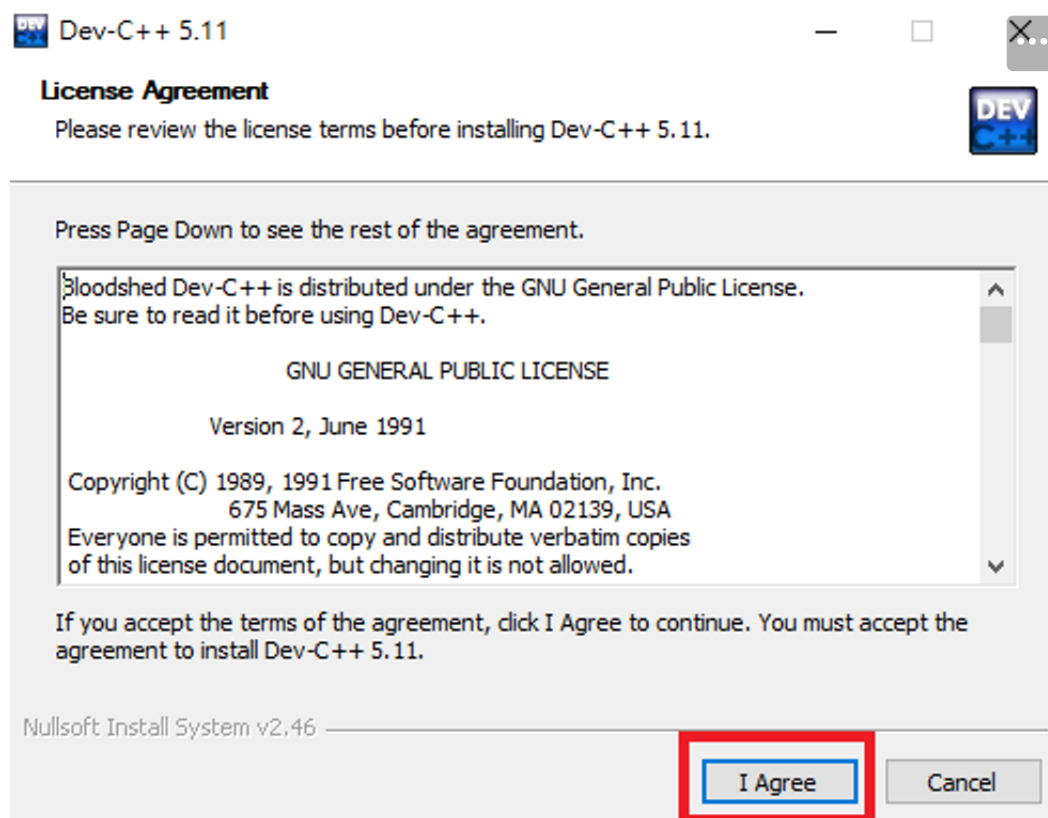 DEV
C++
Dev-C++ 5.11
License Agreement
Please review the license terms before installing Dev-C++ 5.11.
DEV
C++
Press Page Down to see the rest of the agreement.
Bloodshed Dev-C++ is distributed under the GNU General Public License.
Be sure to read it before using Dev-C++.
GNU GENERAL PUBLIC LICENSE
Version 2, June 1991
Copyright (C) 1989, 1991 Free Software Foundation, Inc.
675 Mass Ave, Cambridge, MA 02139, USA
Everyone is permitted to copy and distribute verbatim copies
of this license document, but changing it is not allowed.
If you accept the terms of the agreement, click I Agree to continue. You must accept the
agreement to install Dev-C++ 5.11.
Nullsoft Install System v2.46
I Agree
Cancel